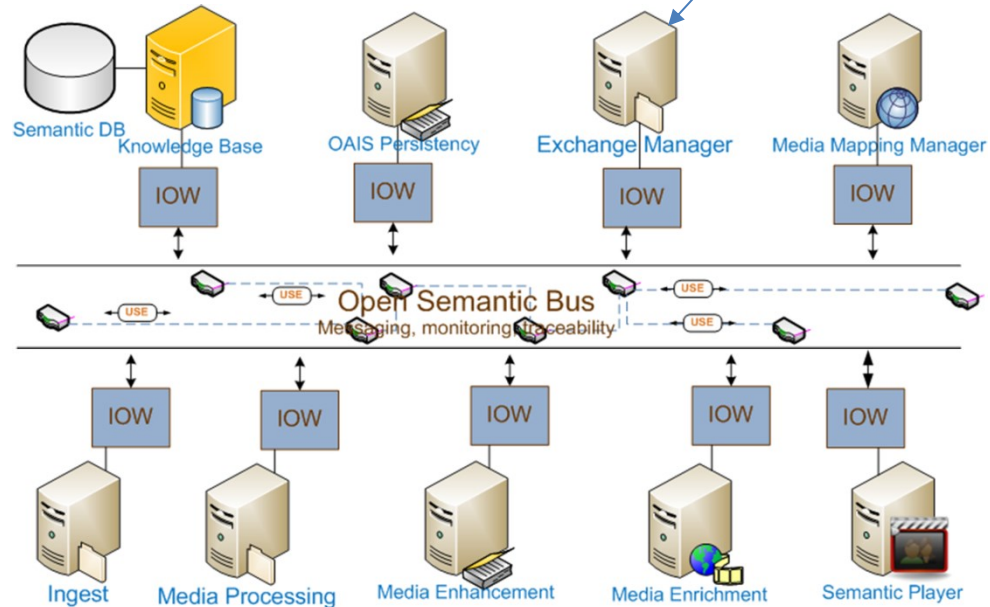 Semantic DB
Knowledge Base
OAIS Persistency
Exchange Manager
Media Mapping Manager
IOW
IOW
IOW
IOW
USE
USE
Open Semantic Bus
USE
USE
Messaging, monitoring, traceability
IOW
IOW
IOW
IOW
IOW
Ingest
Media Processing
Media Enhancement
Media Enrichment
Semantic Player